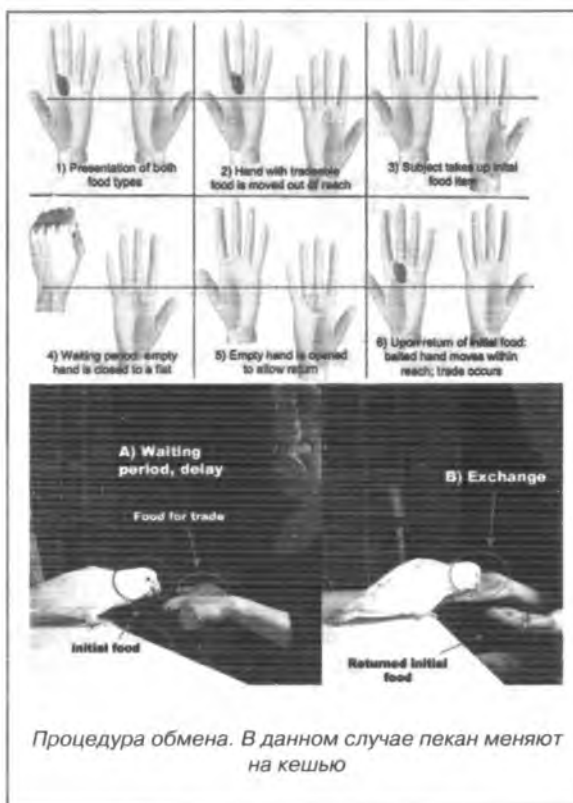 1) Presentation of both
food types
2) Hand with tradeable
food is moved out of reach
3) Subject takes up inital
food item
4) Waiting period: empty
hand is closed to a fist
5) Empty hand is opened
to allow return
6) Upon return of initial food:
baited hand moves within
reach; trade occurs
A) Waiting
period, delay
Food for trade
Initial food
B) Exchange
Returned initial
food
Процедура обмена. В данном случае пекан меняют
на кешью